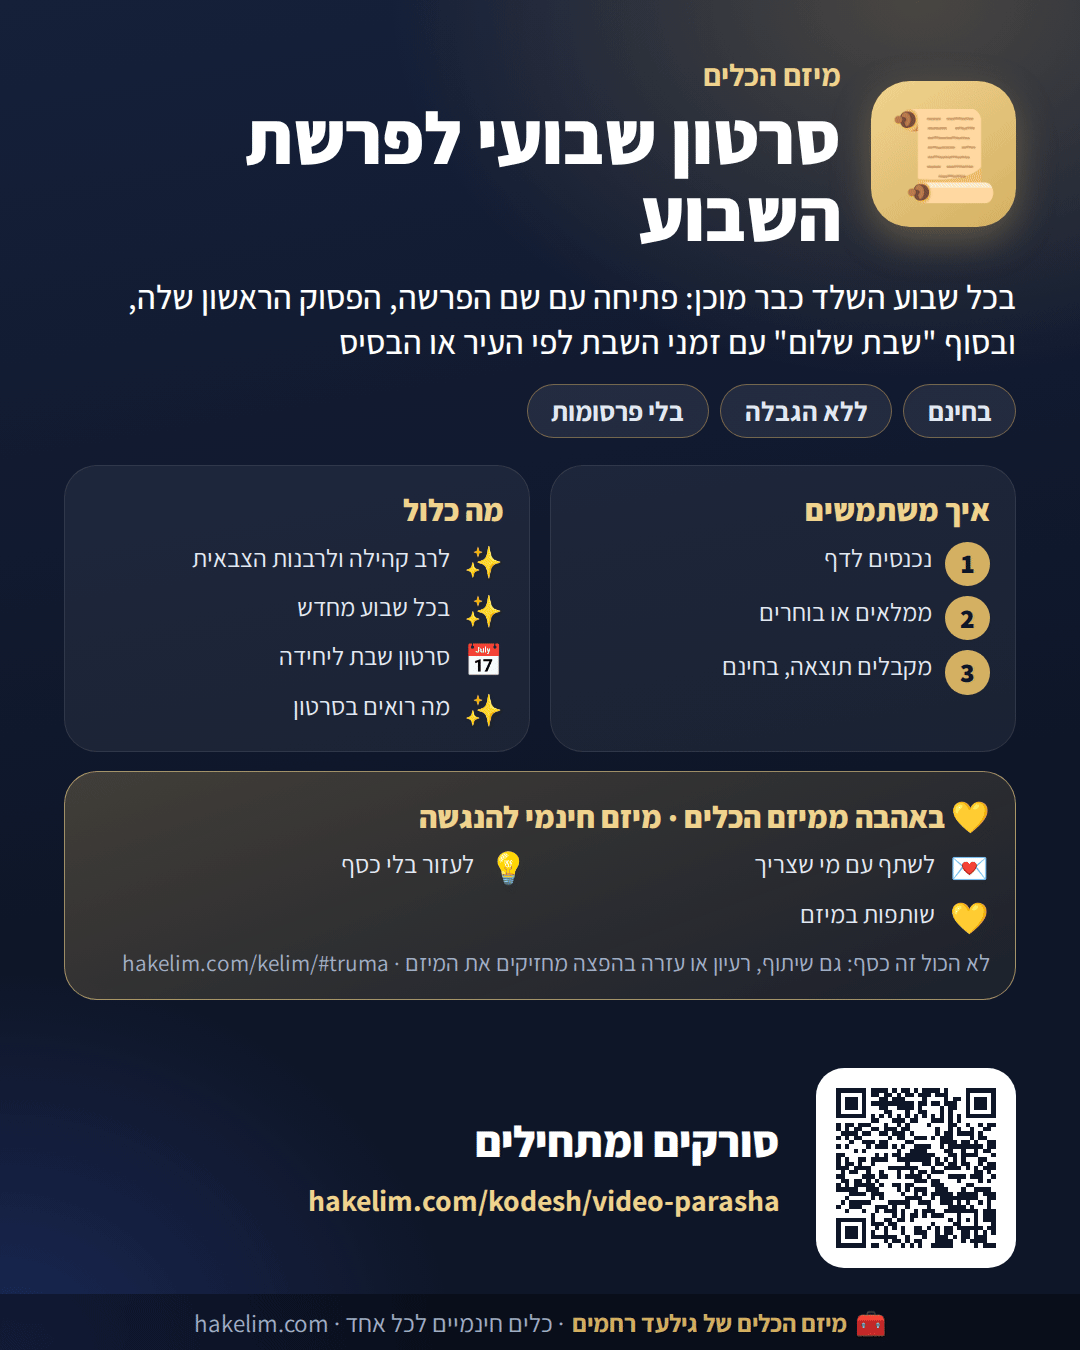 מיזם הכלים
סרטון שבועי לפרשת
השבוע
בכל שבוע השלד כבר מוכן: פתיחה עם שם הפרשה, הפסוק הראשון שלה,
ובסוף "שבת שלום" עם זמני השבת לפי העיר או הבסיס
בחינם
ללא הגבלה
בלי פרסומות
איך משתמשים
1 נכנסים לדף
2 ממלאים או בוחרים
3 מקבלים תוצאה, בחינם
מה כלול
לרב קהילה ולרבנות הצבאית
בכל שבוע מחדש
July 17 סרטון שבת ליחידה
מה רואים בסרטון
💛 באהבה ממיזם הכלים · מיזם חינמי להנגשה
לשתף עם מי שצריך
לעזור בלי כסף
שותפות במיזם
לא הכול זה כסף: גם שיתוף, רעיון או עזרה בהפצה מחזיקים את המיזם · hakelim.com/kelim/#truma
סורקים ומתחילים
hakelim.com/kodesh/video-parasha
מיזם הכלים של גילעד רחמים · כלים חינמיים לכל אחד · hakelim.com